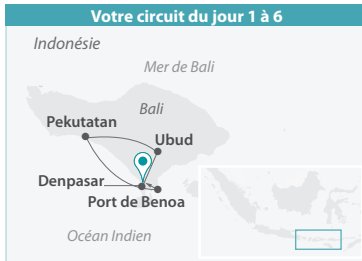 Votre circuit du jour 1 à 6
Indonésie
Mer de Bali
Bali
Pekutatan
Ubud
Denpasar
Port de Benoa
Océan Indien